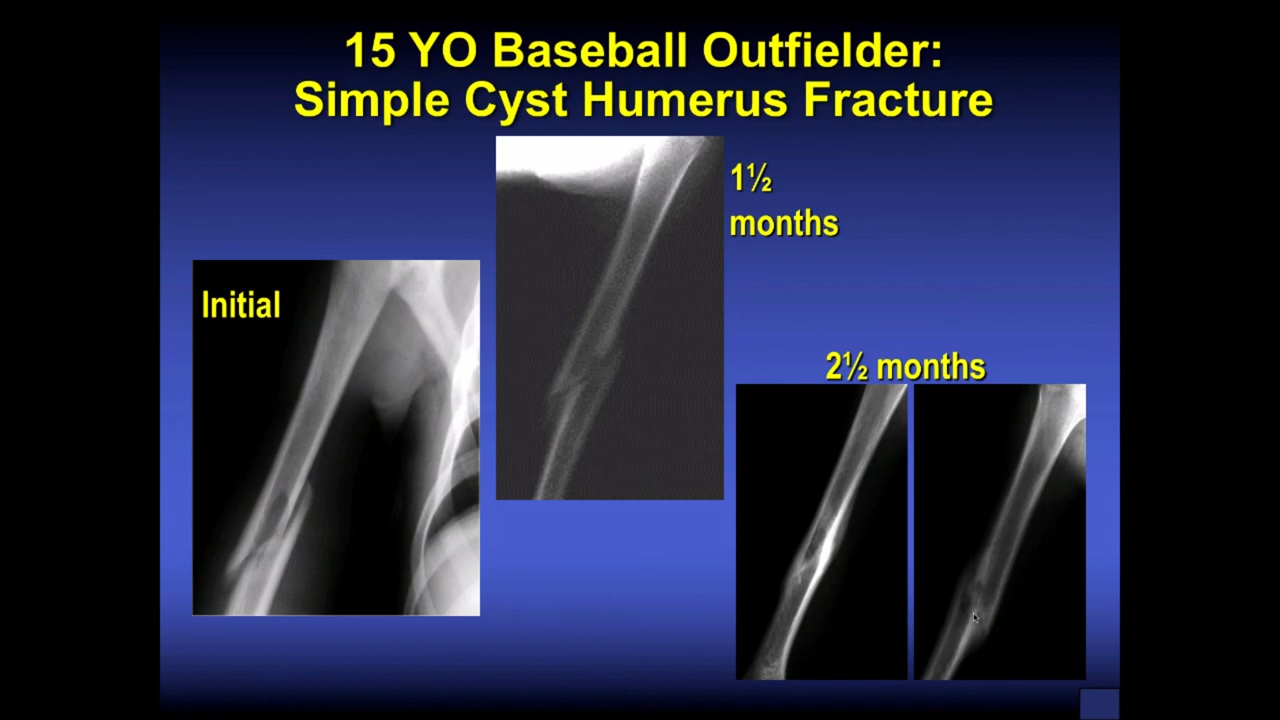 15 YO Baseball Outfielder:
Simple Cyst Humerus Fracture
1½
months
Initial
2½ months